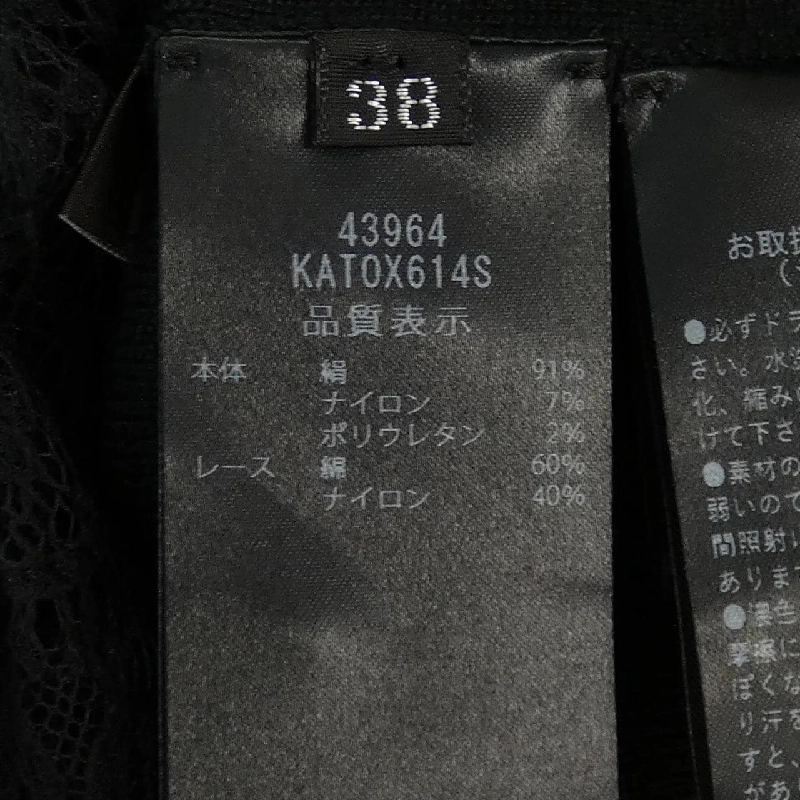 38
43964
KATOX614S
品質表示
本体 絹 91%
ナイロン 7%
ポリウレタン 2%
レース 綿 60%
ナイロン 40%
お取扱
（
●必ずドラ
さい。水
化、縮み
けて下さ
●素材の
弱いので
間照射に
あります
●濃色
摩擦に
ぽくな
り汗を
すと、
があ